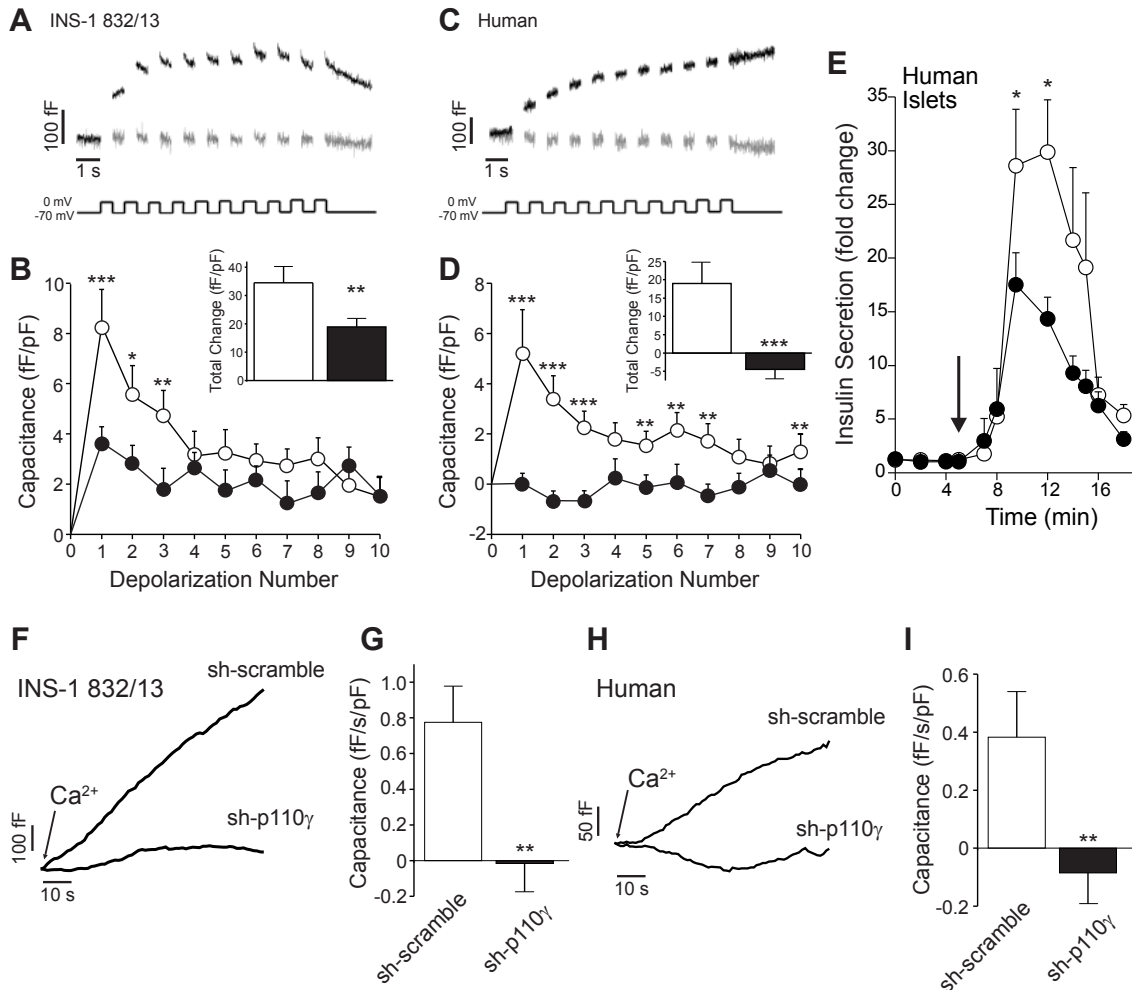 A INS-1 832/13
100 fF
1 s
0 mV
-70 mV
B
Capacitance (fF/pF)
10
8
6
4
2
0
***
*
**
0 1 2 3 4 5 6 7 8 9 10
Depolarization Number
Total Change (fF/pF)
40
30
20
10
0
**
C Human
100 fF
1 s
0 mV
-70 mV
D
Capacitance (fF/pF)
8
6
4
2
0
-2
***
***
***
**
**
**
**
0 1 2 3 4 5 6 7 8 9 10
Depolarization Number
Total Change (fF/pF)
25
20
15
10
5
0
-5
***
E
Human
Islets
Insulin Secretion (fold change)
35
30
25
20
15
10
5
0
*
*
0 4 8 12 16
Time (min)
F
INS-1 832/13
sh-scramble
Ca²⁺
sh-p110γ
100 fF
10 s
G
Capacitance (fF/s/pF)
1.0
0.8
0.6
0.4
0.2
0
-0.2
**
sh-scramble
sh-p110γ
H
Human
sh-scramble
Ca²⁺
sh-p110γ
50 fF
10 s
I
Capacitance (fF/s/pF)
0.6
0.4
0.2
0
-0.2
**
sh-scramble
sh-p110γ